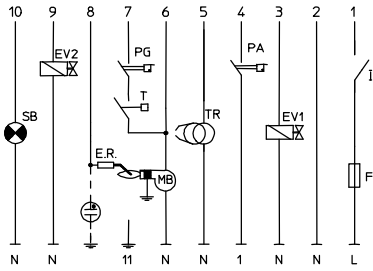 10 9 8 7 6 5 4 3 2 1
PG
PA
EV2
I
T
SB
TR
EV1
E.R.
MB
F
N N 11 N N 1 N N L